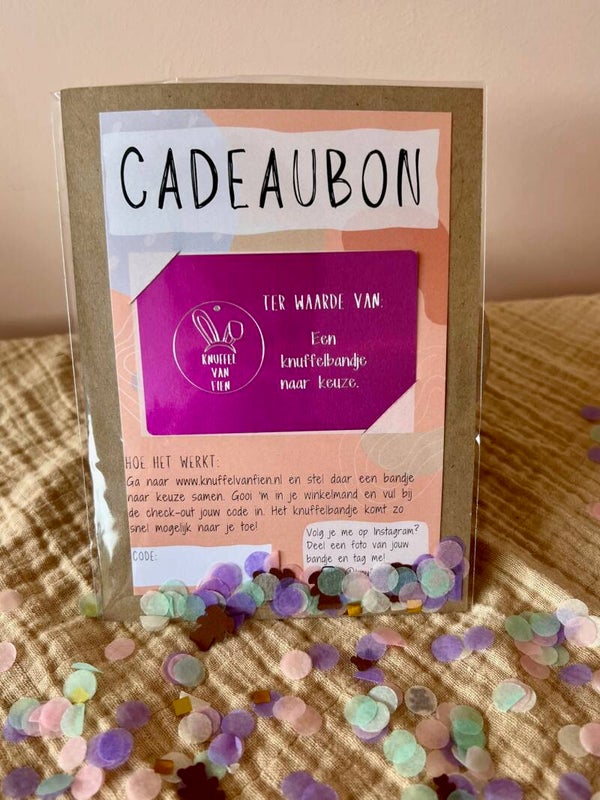 CADEAUBON
TER WAARDE VAN:
Een
knuffelbandje
naar keuze.
KNUFFEL
VAN
FIEN
HOE HET WERKT:
Ga naar www.knuffelvanfien.nl en stel daar een bandje
naar keuze samen. Gooi 'm in je winkelmand en vul bij
de check-out jouw code in. Het knuffelbandje komt zo
snel mogelijk naar je toe!
Volg je me op Instagram?
Deel een foto van jouw
bandje en tag me!
CODE: